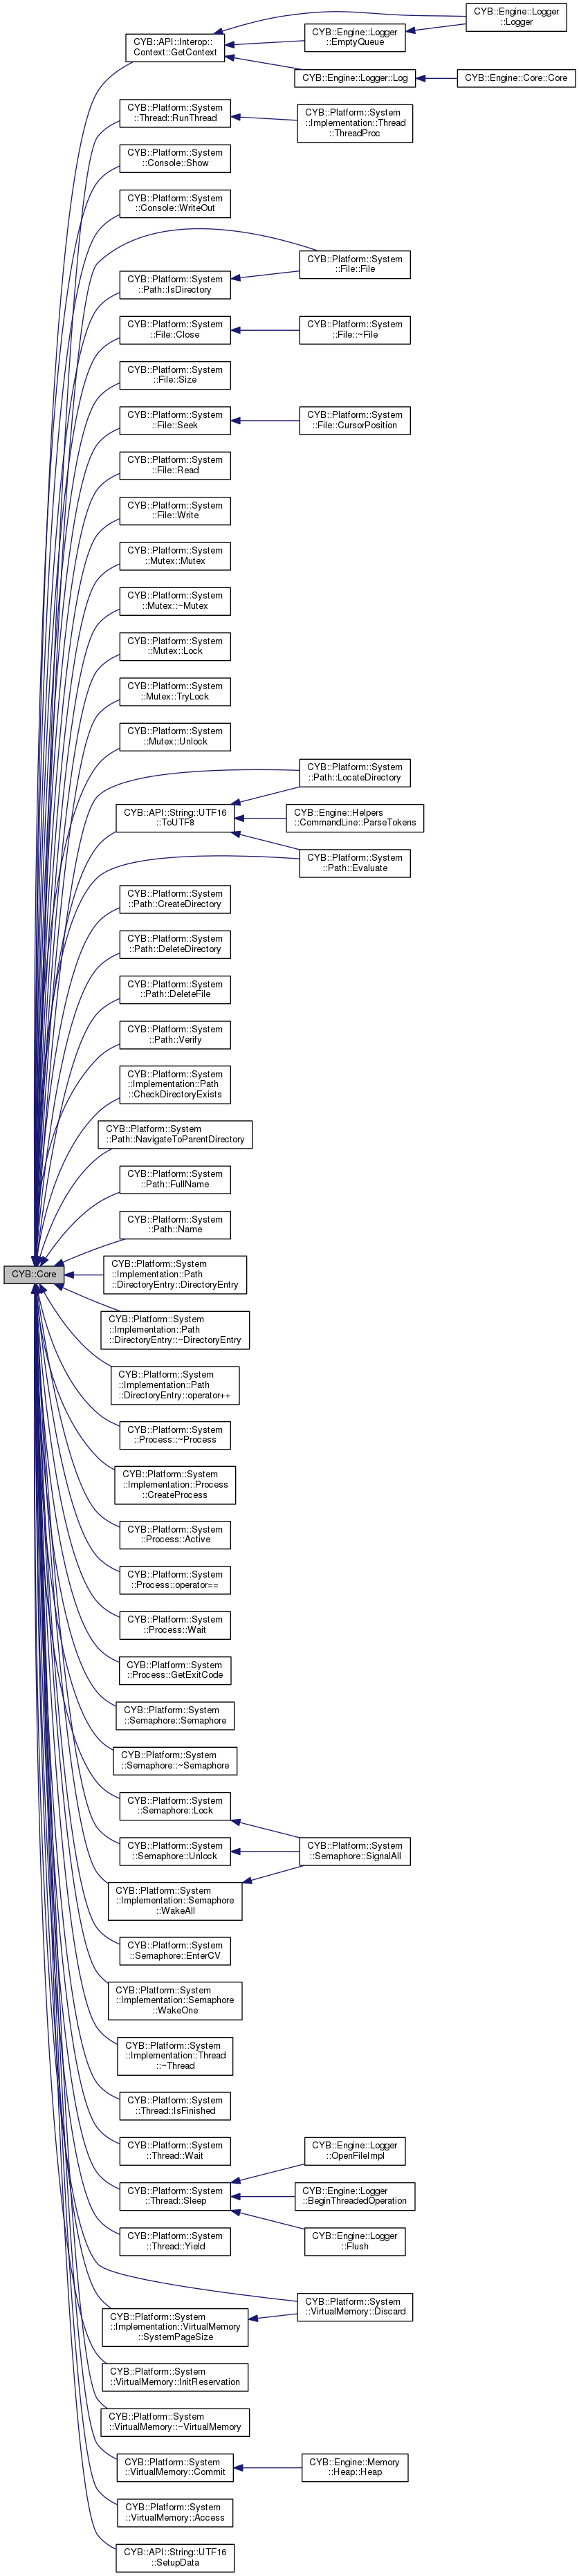 CYB::API::Interop::
Context::GetContext
CYB::Engine::Logger
::Logger
CYB::Engine::Logger
::EmptyQueue
CYB::Engine::Logger::Log
CYB::Engine::Core::Core
CYB::Platform::System
::Thread::RunThread
CYB::Platform::System
::Implementation::Thread
::ThreadProc
CYB::Platform::System
::Console::Show
CYB::Platform::System
::Console::WriteOut
CYB::Platform::System
::File::File
CYB::Platform::System
::Path::IsDirectory
CYB::Platform::System
::File::Close
CYB::Platform::System
::File::~File
CYB::Platform::System
::File::Size
CYB::Platform::System
::File::Seek
CYB::Platform::System
::File::CursorPosition
CYB::Platform::System
::File::Read
CYB::Platform::System
::File::Write
CYB::Platform::System
::Mutex::Mutex
CYB::Platform::System
::Mutex::~Mutex
CYB::Platform::System
::Mutex::Lock
CYB::Platform::System
::Mutex::TryLock
CYB::Platform::System
::Mutex::Unlock
CYB::Platform::System
::Path::LocateDirectory
CYB::API::String::UTF16
::ToUTF8
CYB::Engine::Helpers
::CommandLine::ParseTokens
CYB::Platform::System
::Path::Evaluate
CYB::Platform::System
::Path::CreateDirectory
CYB::Platform::System
::Path::DeleteDirectory
CYB::Platform::System
::Path::DeleteFile
CYB::Platform::System
::Path::Verify
CYB::Platform::System
::Implementation::Path
::CheckDirectoryExists
CYB::Platform::System
::Path::NavigateToParentDirectory
CYB::Platform::System
::Path::FullName
CYB::Platform::System
::Path::Name
CYB::Core
CYB::Platform::System
::Implementation::Path
::DirectoryEntry::DirectoryEntry
CYB::Platform::System
::Implementation::Path
::DirectoryEntry::~DirectoryEntry
CYB::Platform::System
::Implementation::Path
::DirectoryEntry::operator++
CYB::Platform::System
::Process::~Process
CYB::Platform::System
::Implementation::Process
::CreateProcess
CYB::Platform::System
::Process::Active
CYB::Platform::System
::Process::operator==
CYB::Platform::System
::Process::Wait
CYB::Platform::System
::Process::GetExitCode
CYB::Platform::System
::Semaphore::Semaphore
CYB::Platform::System
::Semaphore::~Semaphore
CYB::Platform::System
::Semaphore::Lock
CYB::Platform::System
::Semaphore::Unlock
CYB::Platform::System
::Semaphore::SignalAll
CYB::Platform::System
::Implementation::Semaphore
::WakeAll
CYB::Platform::System
::Semaphore::EnterCV
CYB::Platform::System
::Implementation::Semaphore
::WakeOne
CYB::Platform::System
::Implementation::Thread
::~Thread
CYB::Platform::System
::Thread::IsFinished
CYB::Platform::System
::Thread::Wait
CYB::Engine::Logger
::OpenFileImpl
CYB::Platform::System
::Thread::Sleep
CYB::Engine::Logger
::BeginThreadedOperation
CYB::Platform::System
::Thread::Yield
CYB::Engine::Logger
::Flush
CYB::Platform::System
::VirtualMemory::Discard
CYB::Platform::System
::Implementation::VirtualMemory
::SystemPageSize
CYB::Platform::System
::VirtualMemory::InitReservation
CYB::Platform::System
::VirtualMemory::~VirtualMemory
CYB::Platform::System
::VirtualMemory::Commit
CYB::Engine::Memory
::Heap::Heap
CYB::Platform::System
::VirtualMemory::Access
CYB::API::String::UTF16
::SetupData